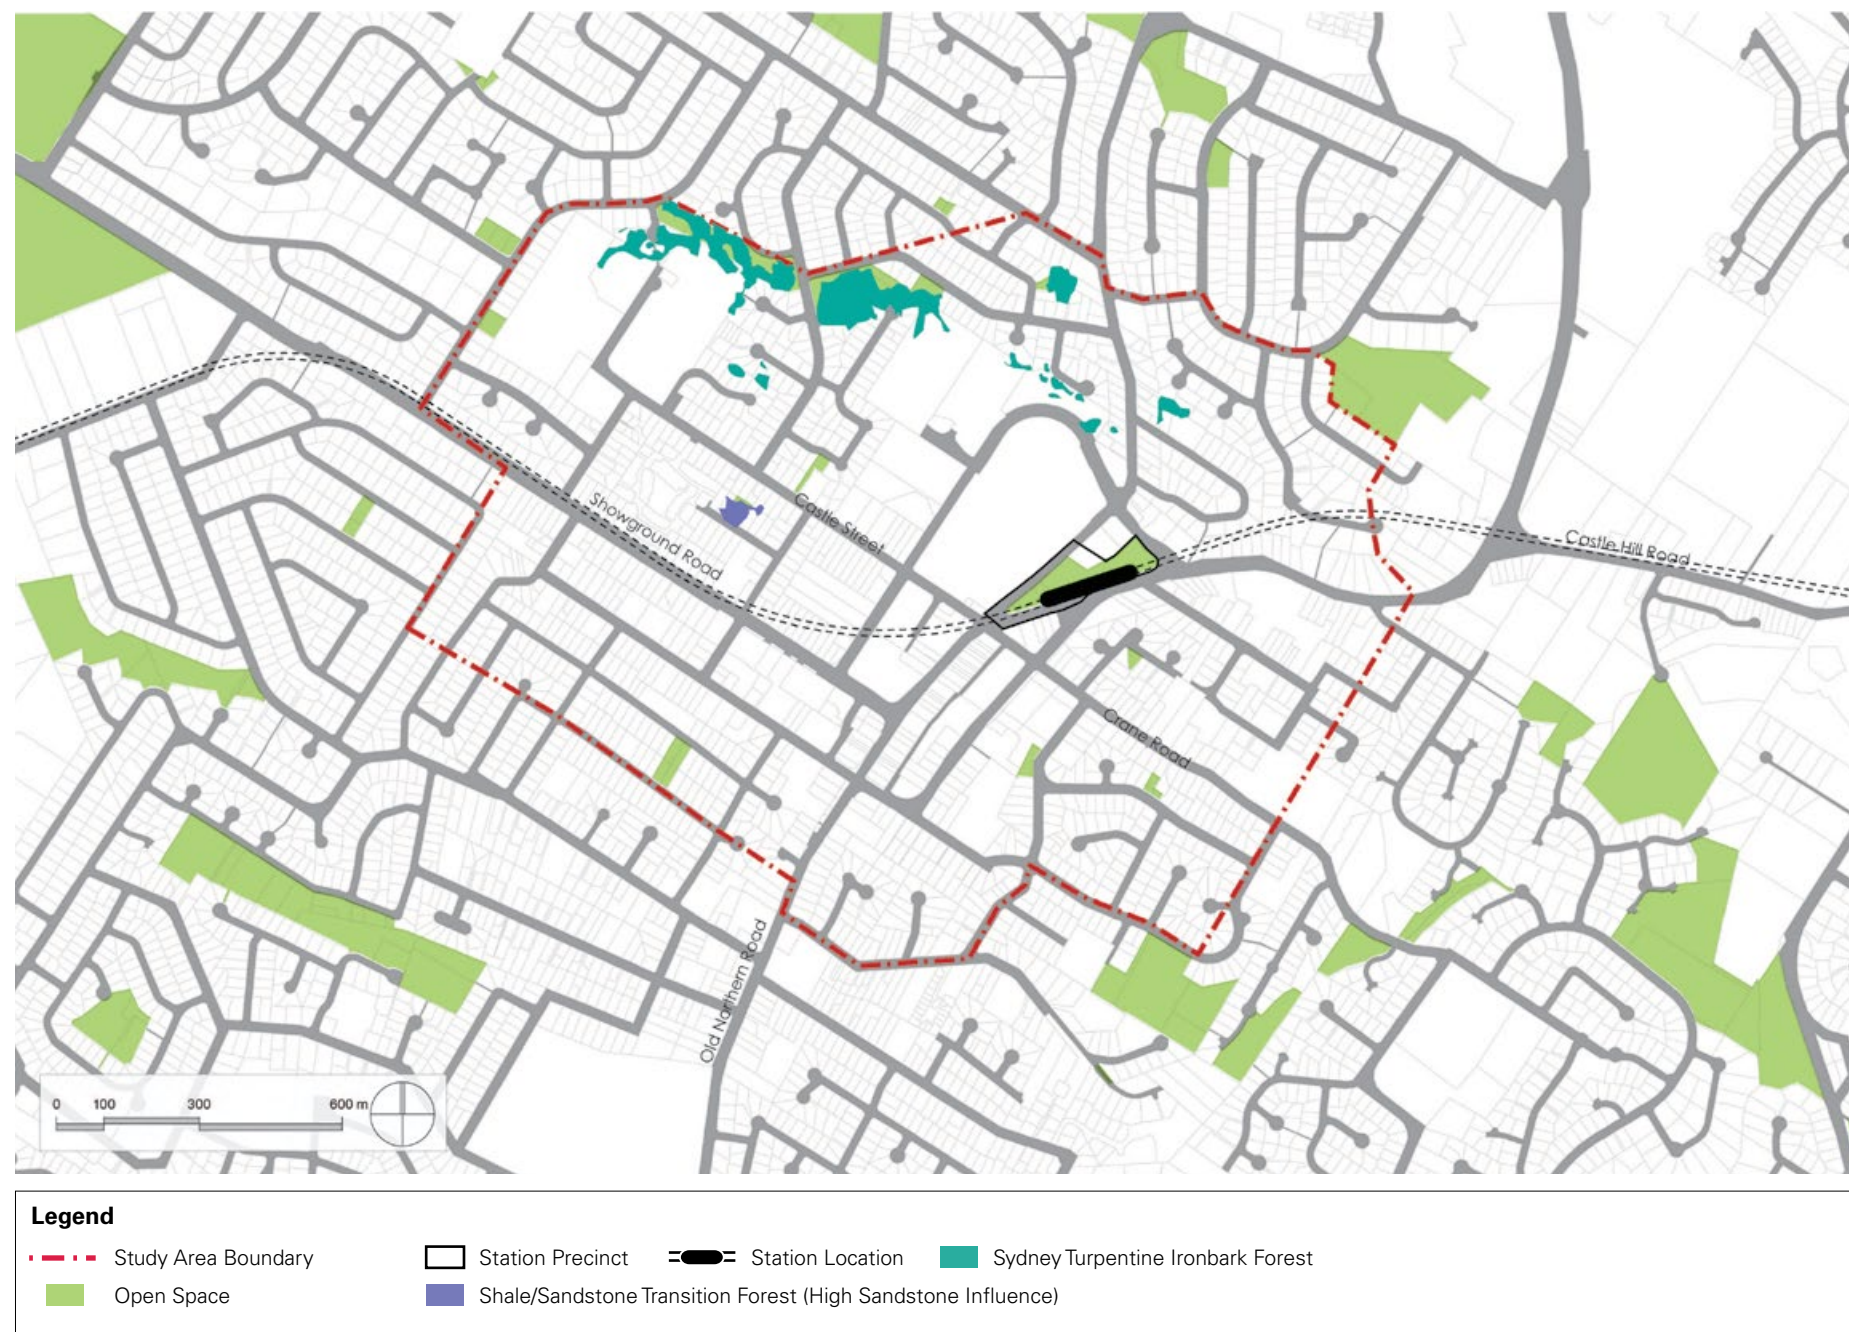 Castle Hill Road
Castle Street
Showground Road
Crane Road
Old Northern Road
0 100 300 600 m
Legend
Study Area Boundary
Station Precinct
Station Location
Sydney Turpentine Ironbark Forest
Open Space
Shale/Sandstone Transition Forest (High Sandstone Influence)